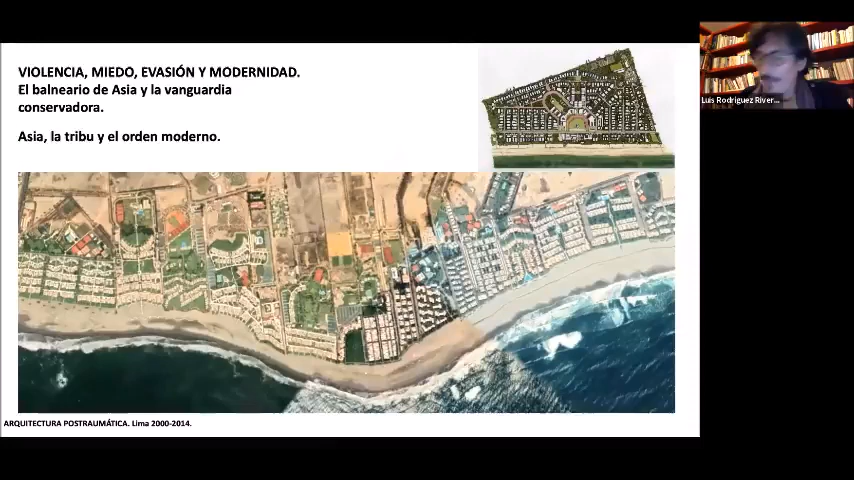 VIOLENCIA, MIEDO, EVASIÓN Y MODERNIDAD.
El balneario de Asia y la vanguardia
conservadora.
Asia, la tribu y el orden moderno.
Luis Rodriguez River...
ARQUITECTURA POSTRAUMÁTICA. Lima 2000-2014.